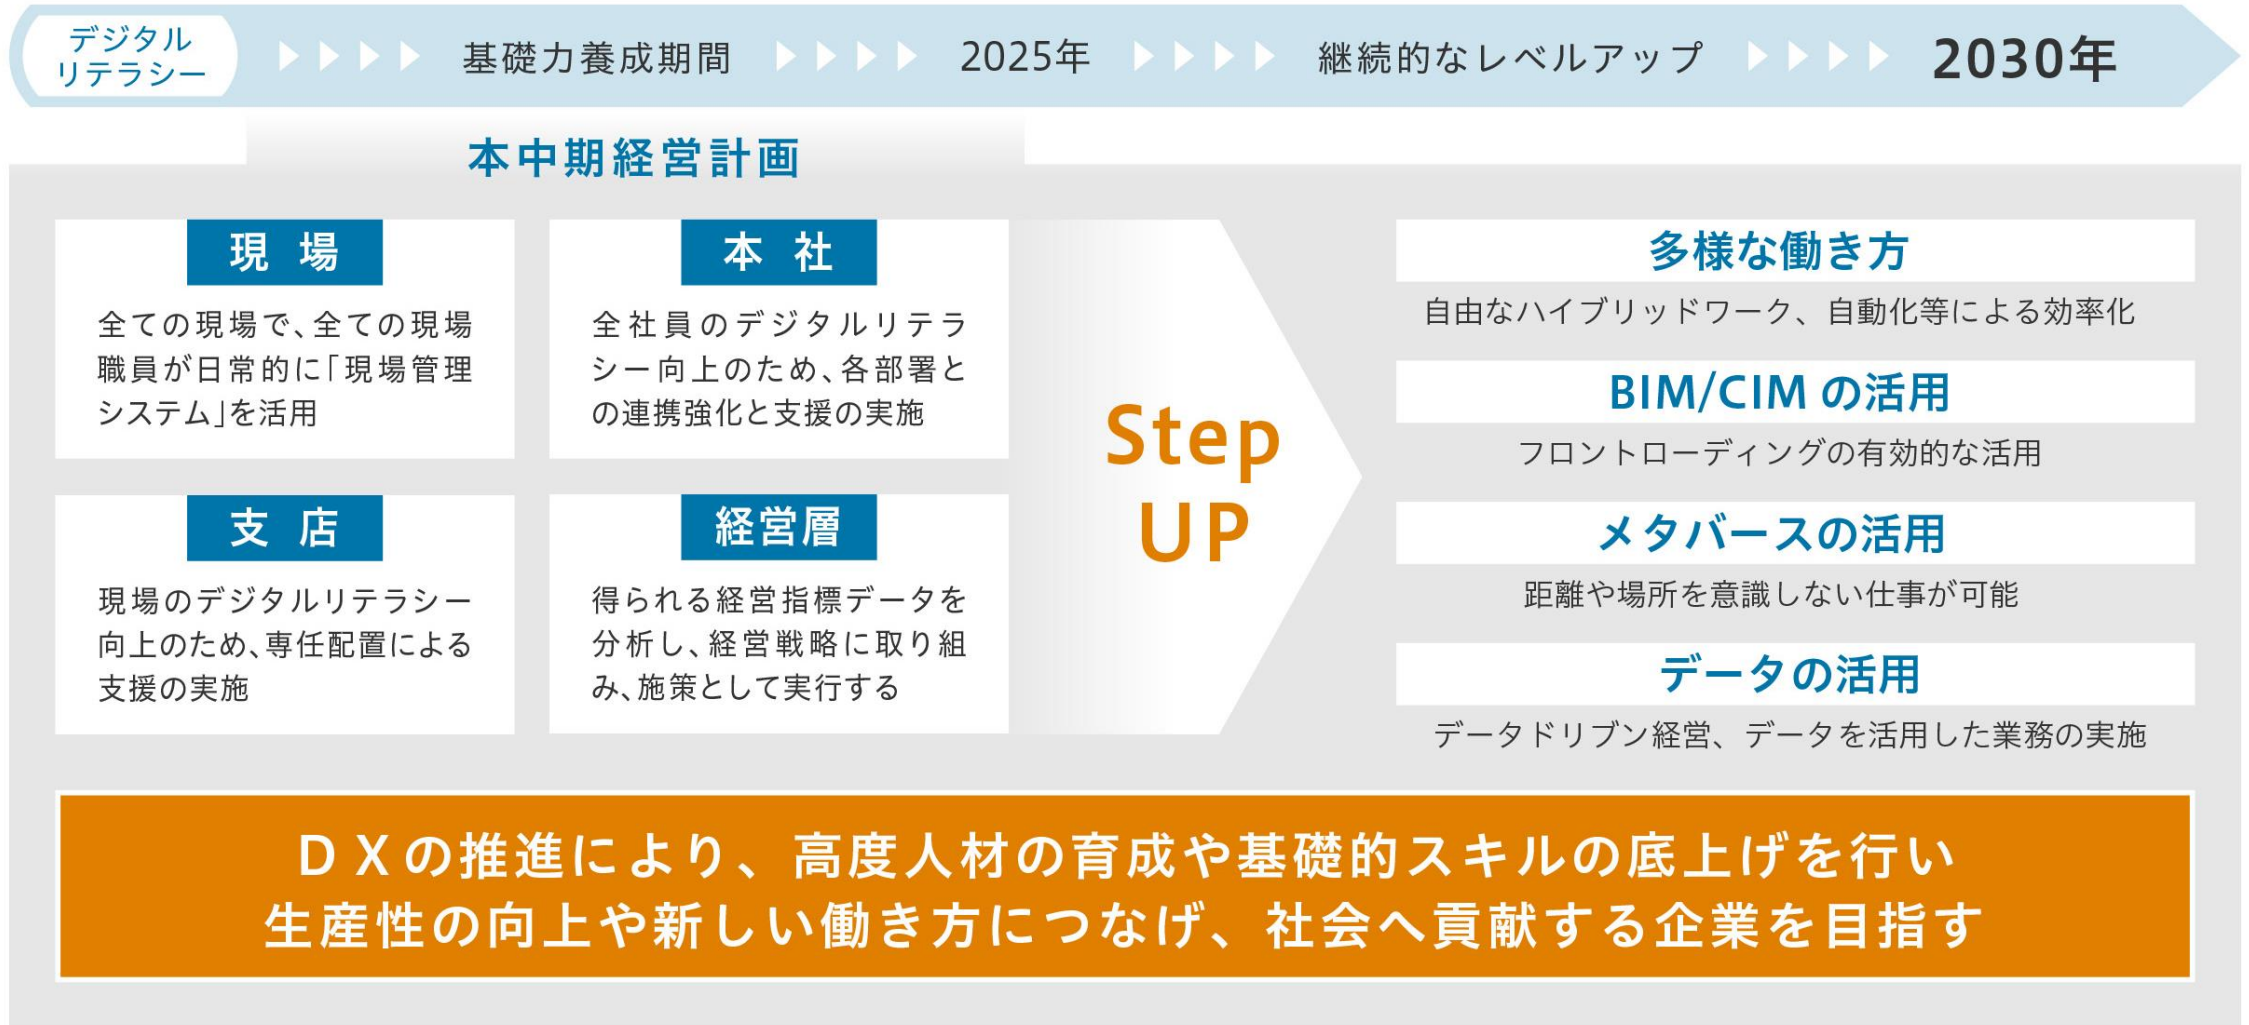 デジタル
リテラシー
基礎力養成期間
2025年
継続的なレベルアップ
2030年
本中期経営計画
現場
全ての現場で、全ての現場
職員が日常的に「現場管理
システム」を活用
本社
全社員のデジタルリテラ
シー向上のため、各部署と
の連携強化と支援の実施
支店
現場のデジタルリテラシー
向上のため、専任配置による
支援の実施
経営層
得られる経営指標データを
分析し、経営戦略に取り組
み、施策として実行する
Step
UP
多様な働き方
自由なハイブリッドワーク、自動化等による効率化
BIM/CIM の活用
フロントローディングの有効的な活用
メタバースの活用
距離や場所を意識しない仕事が可能
データの活用
データドリブン経営、データを活用した業務の実施
ＤＸの推進により、高度人材の育成や基礎的スキルの底上げを行い
生産性の向上や新しい働き方につなげ、社会へ貢献する企業を目指す